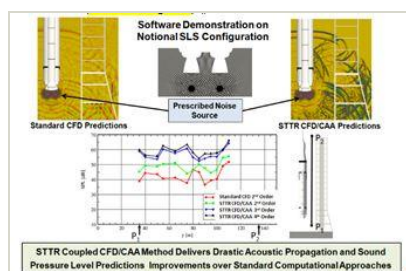 Software Demonstration on
Notional SLS Configuration
Prescribed Noise
Source
Standard CFD Predictions
STTR CFD/CAA Predictions
P2
P1
Standard CFD 2nd Order
STTR CFD/CAA 2nd Order
STTR CFD/CAA 3rd Order
STTR CFD/CAA 4th Order
P1
P2
STTR Coupled CFD/CAA Method Delivers Drastic Acoustic Propagation and Sound
Pressure Level Predictions Improvements over Standard Computational Approaches